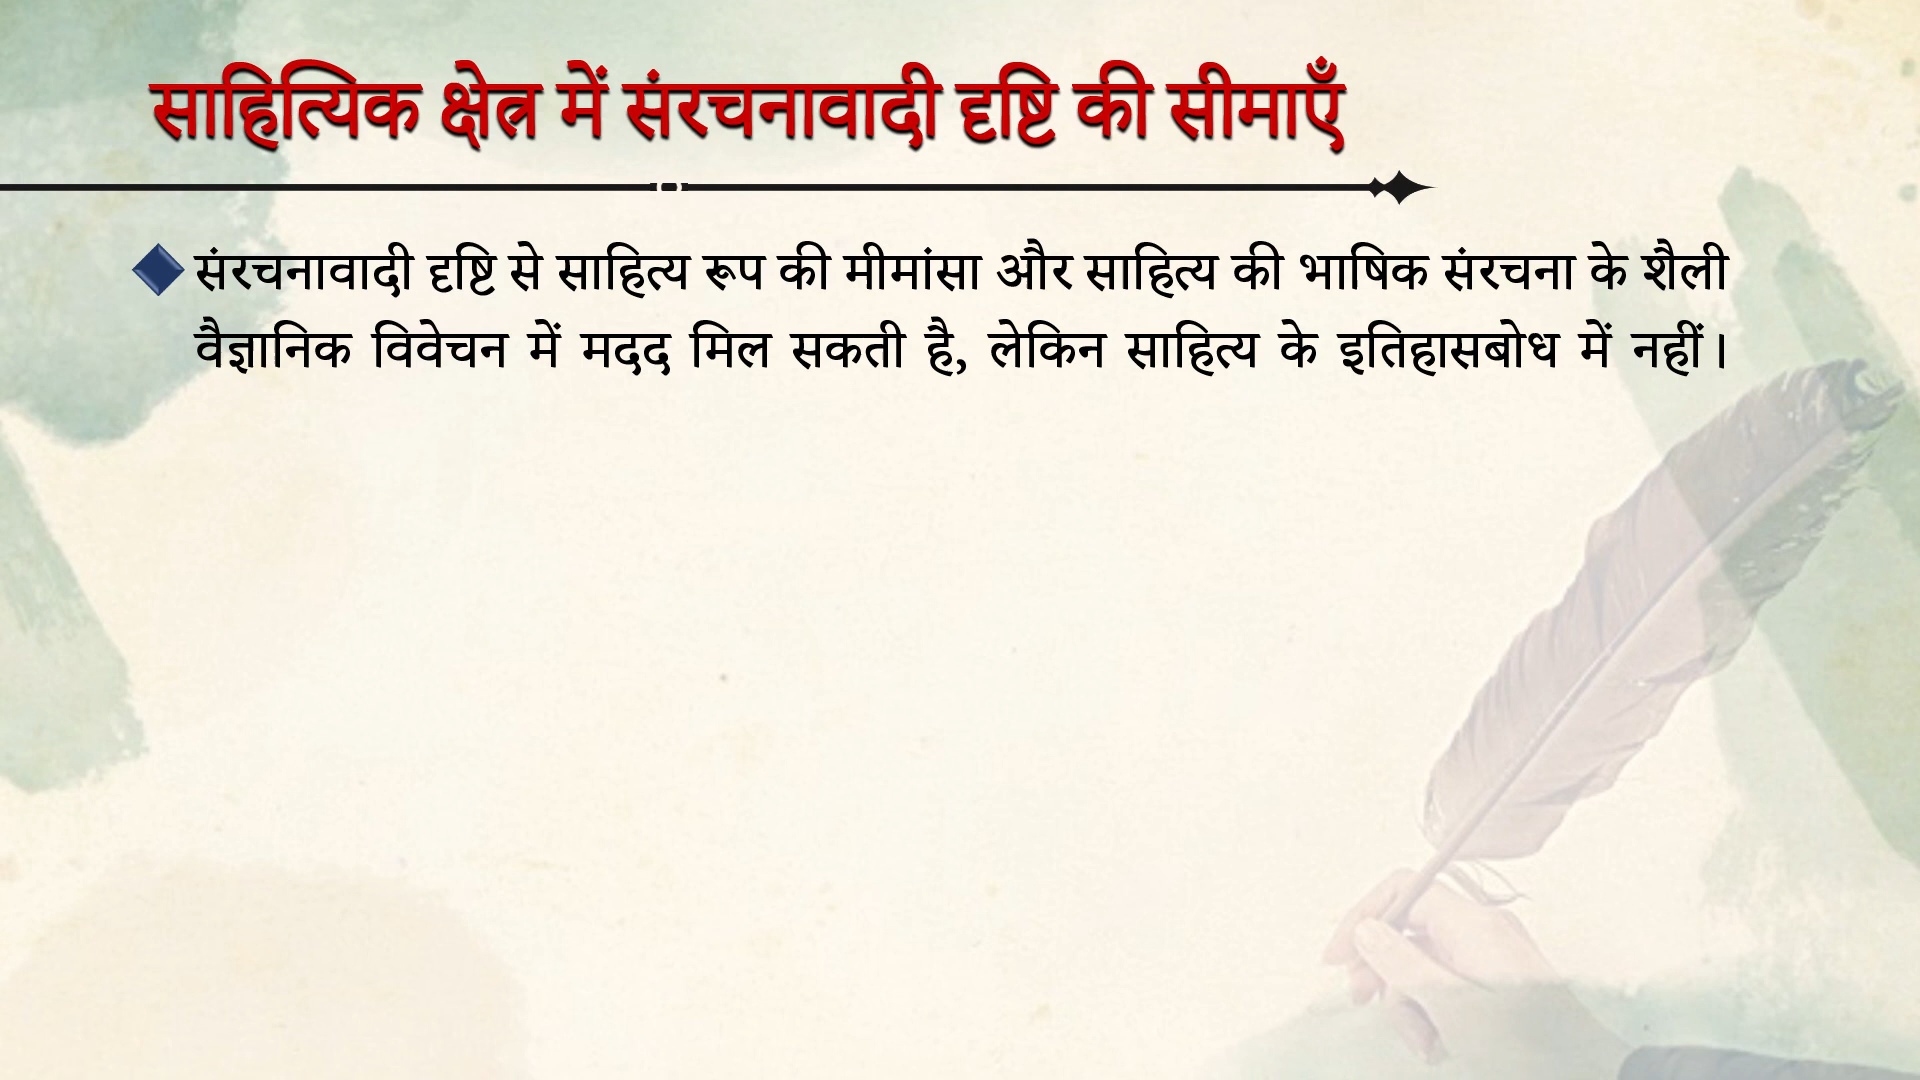 साहित्यिक क्षेत्र में संरचनावादी दृष्टि की सीमाएँ
संरचनावादी दृष्टि से साहित्य रूप की मीमांसा और साहित्य की भाषिक संरचना के शैली
वैज्ञानिक विवेचन में मदद मिल सकती है, लेकिन साहित्य के इतिहासबोध में नहीं।